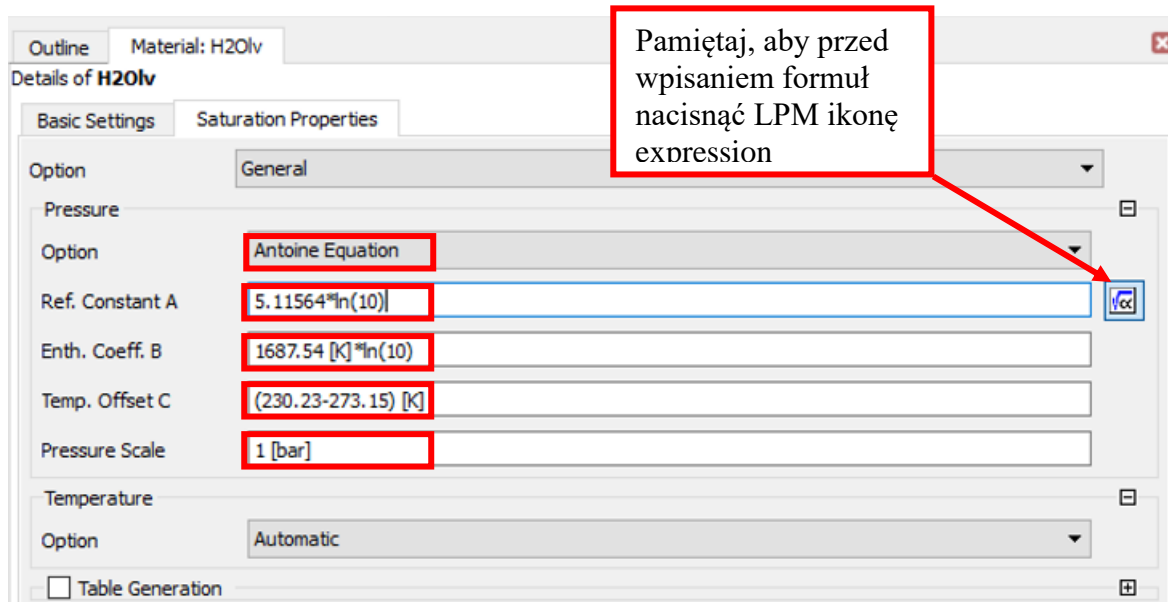 Pamiętaj, aby przed
wpisaniem formuł
nacisnąć LPM ikonę
expression
Outline Material: H2Olv
Details of H2Olv
Basic Settings Saturation Properties
Option General
Pressure
Option Antoine Equation
Ref. Constant A 5.11564*ln(10)
Enth. Coeff. B 1687.54 [K]*ln(10)
Temp. Offset C (230.23-273.15) [K]
Pressure Scale 1 [bar]
Temperature
Option Automatic
Table Generation